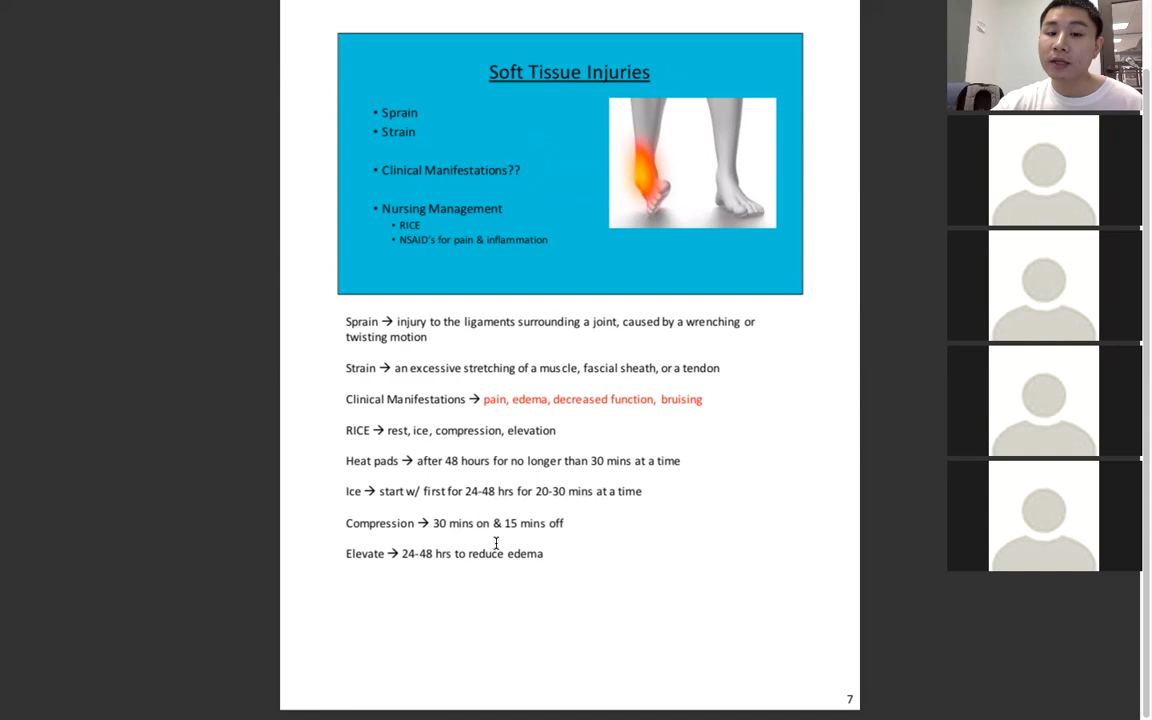 Soft Tissue Injuries
• Sprain
• Strain
• Clinical Manifestations??
• Nursing Management
• RICE
• NSAID's for pain & inflammation
Sprain → injury to the ligaments surrounding a joint, caused by a wrenching or
twisting motion
Strain → an excessive stretching of a muscle, fascial sheath, or a tendon
Clinical Manifestations → pain, edema, decreased function, bruising
RICE → rest, ice, compression, elevation
Heat pads → after 48 hours for no longer than 30 mins at a time
Ice → start w/ first for 24-48 hrs for 20-30 mins at a time
Compression → 30 mins on & 15 mins off
Elevate → 24-48 hrs to reduce edema
7